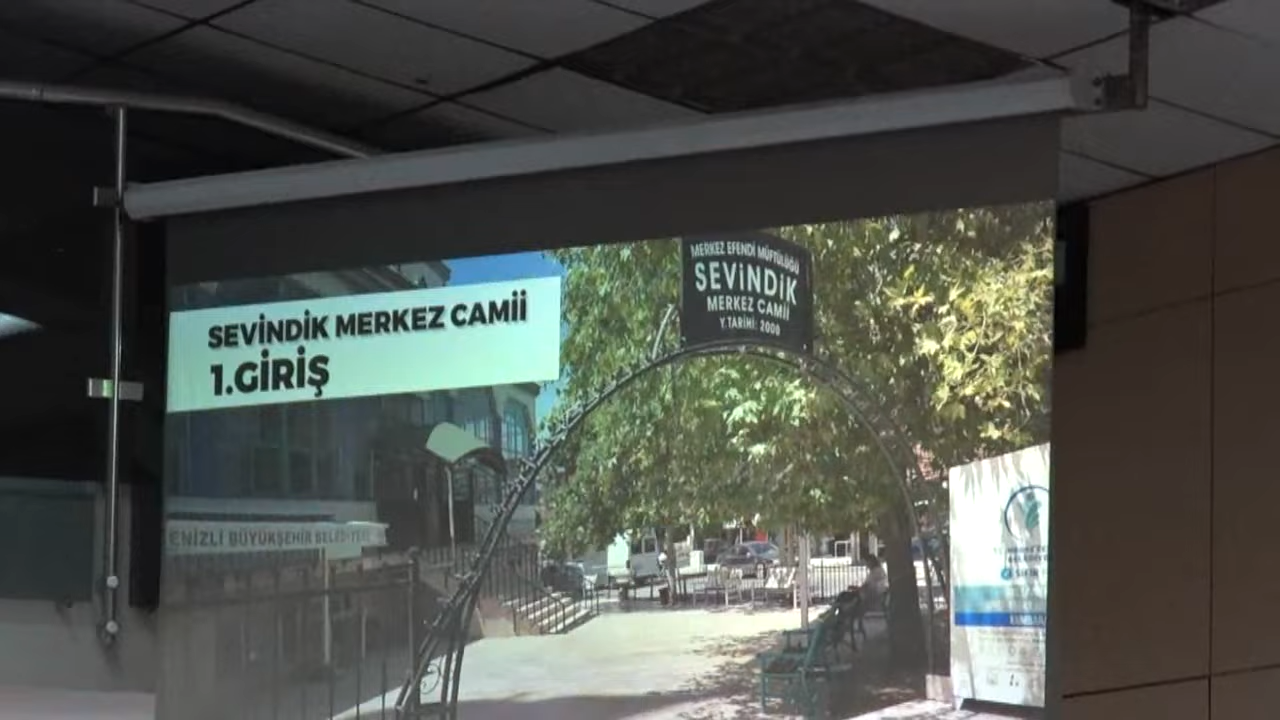 SEVİNDİK MERKEZ CAMİİ
1.GİRİŞ
MERKEZ EFENDİ MÜFTÜLÜĞÜ
SEVİNDİK
MERKEZ CAMİİ
Y. TARİHİ: 2000
ENİZLİ BÜYÜKŞEHİR BELEDİYESİ